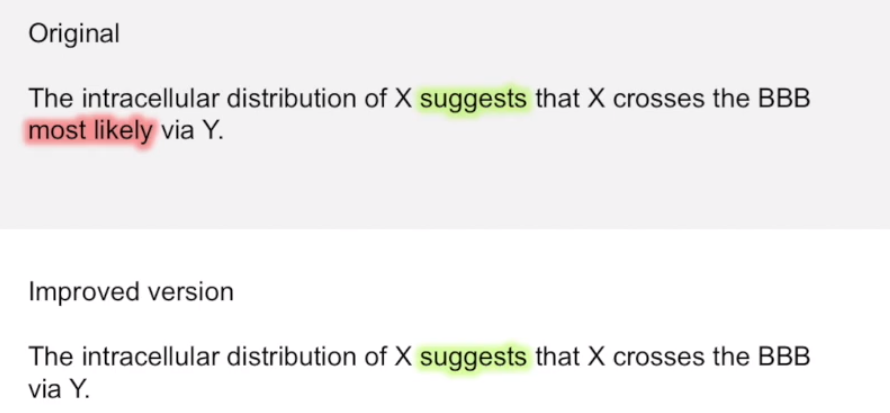 Original
The intracellular distribution of X suggests that X crosses the BBB
most likely via Y.
Improved version
The intracellular distribution of X suggests that X crosses the BBB
via Y.